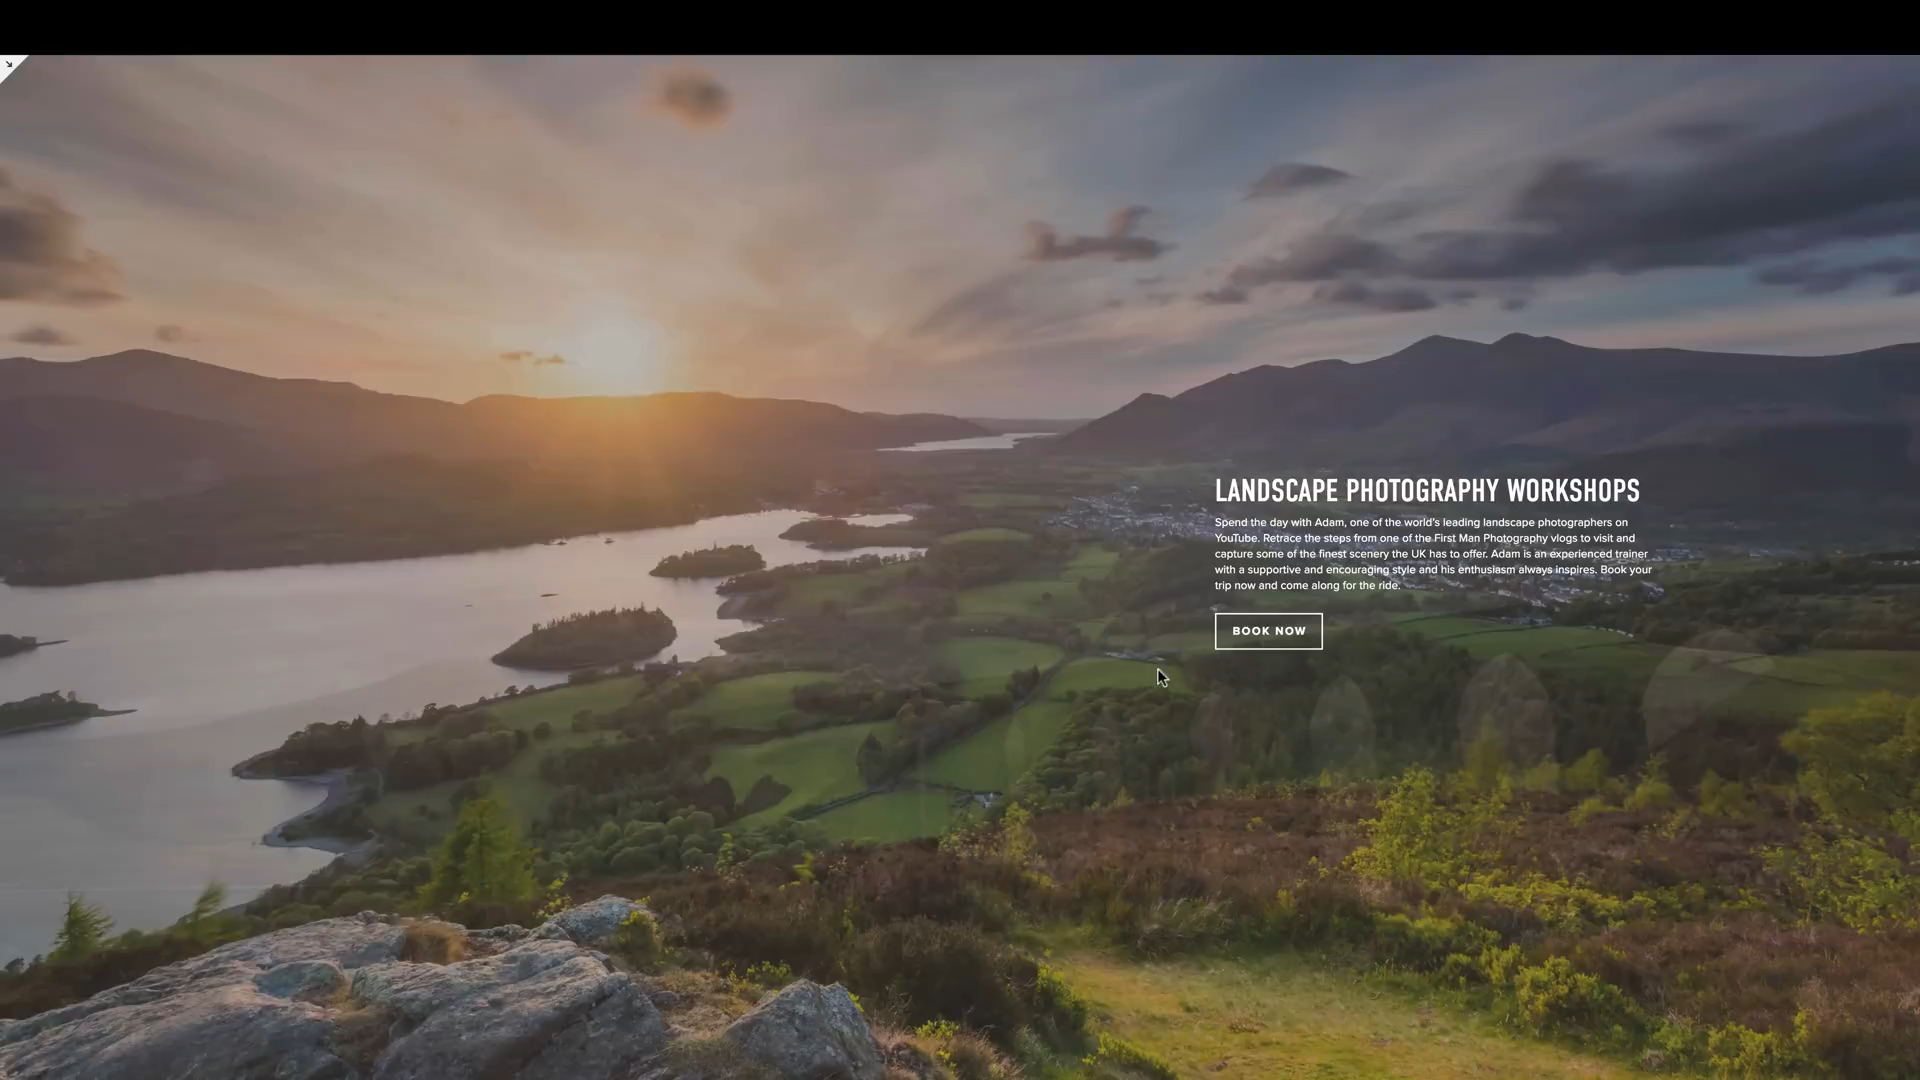 LANDSCAPE PHOTOGRAPHY WORKSHOPS
Spend the day with Adam, one of the world's leading landscape photographers on
YouTube. Retrace the steps from one of the First Man Photography vlogs to visit and
capture some of the finest scenery the UK has to offer. Adam is an experienced trainer
with a supportive and encouraging style and his enthusiasm always inspires. Book your
trip now and come along for the ride.
BOOK NOW